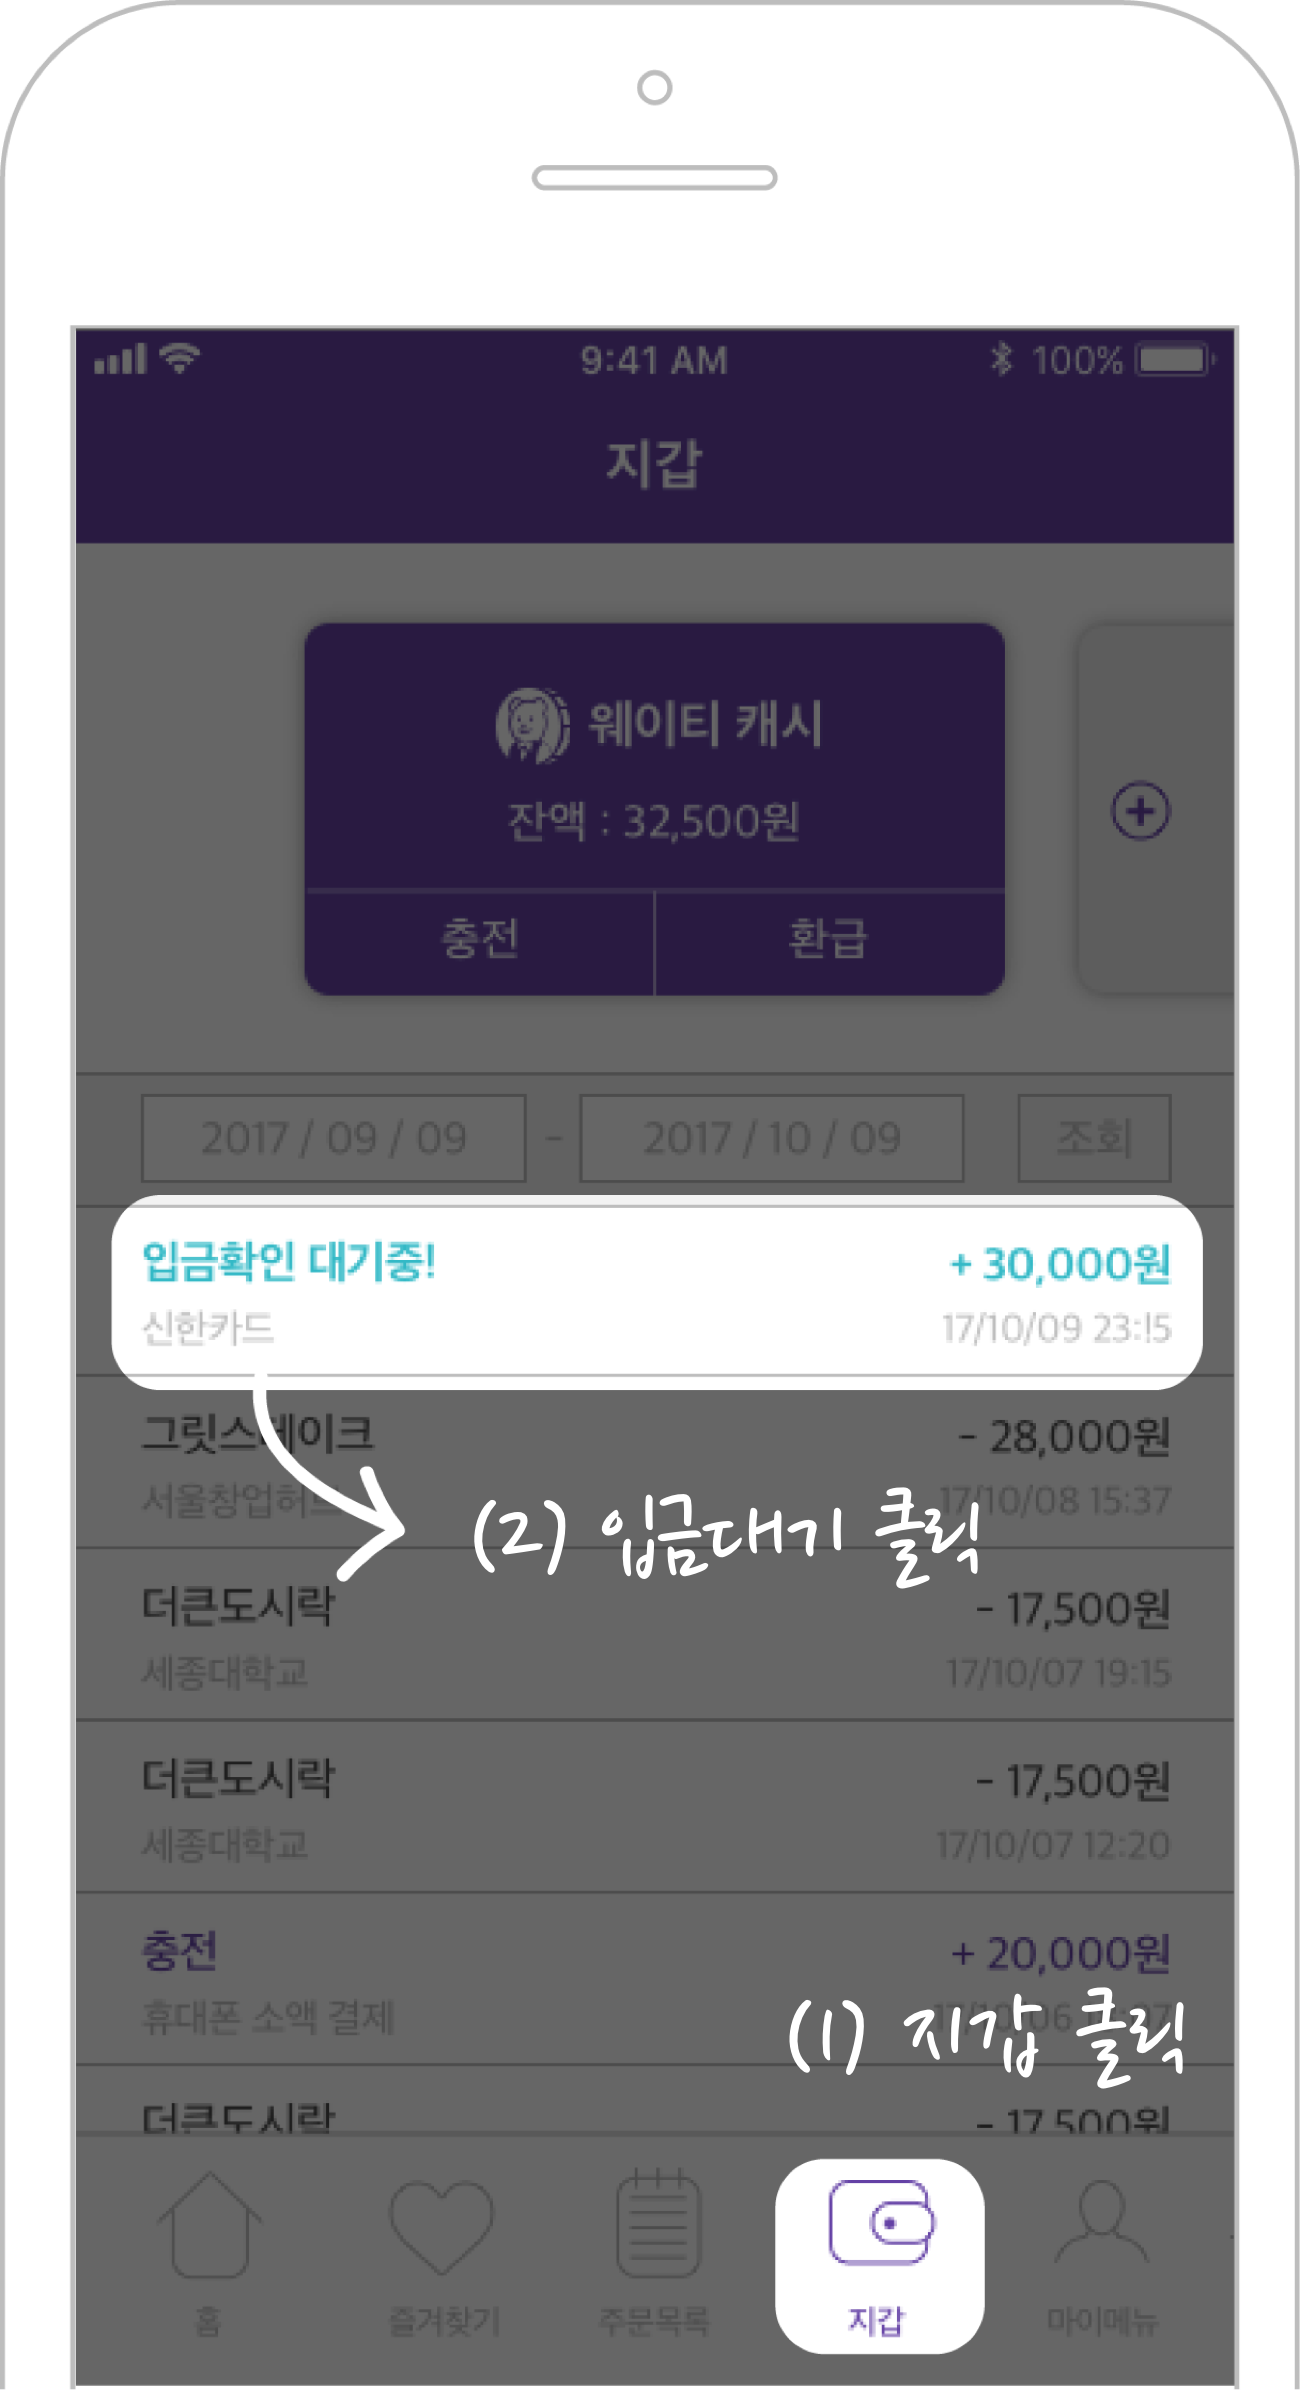 9:41 AM 100%
지갑
웨이티 캐시
잔액 : 32,500원
충전 환급
2017 / 09 / 09 - 2017 / 10 / 09 조회
입금확인 대기중! + 30,000원
신한카드 17/10/09 23:15
그릿스테이크 - 28,000원
서울창업허브 17/10/08 15:37
(2) 입금대기 클릭
더큰도시락 - 17,500원
세종대학교 17/10/07 19:15
더큰도시락 - 17,500원
세종대학교 17/10/07 12:20
충전 + 20,000원
휴대폰 소액 결제
(1) 지갑 클릭
더큰도시락 - 17,500원
홈 즐겨찾기 주문목록 지갑 마이메뉴